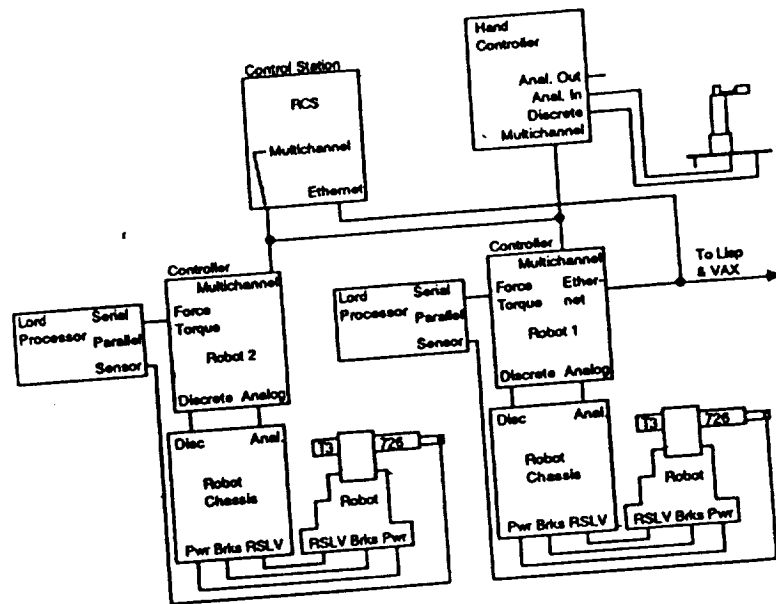 Hand
Controller
Anal. Out
Anal. In
Discrete
Multichannel
Control Station
RCS
Multichannel
Ethernet
Controller
Multichannel
Force
Torque
Robot 2
Discrete Analog
Lord Serial
Processor Parallel
Sensor
Disc Anal.
Robot
Chassis
Pwr Brks RSLV
T3 726
Robot
RSLV Brks Pwr
Controller
Multichannel
Force Ether-
Torque net
Robot 1
Discrete Analog
To Lisp
& VAX
Lord Serial
Processor Parallel
Sensor
Disc Anal.
Robot
Chassis
Pwr Brks RSLV
T3 726
Robot
RSLV Brks Pwr